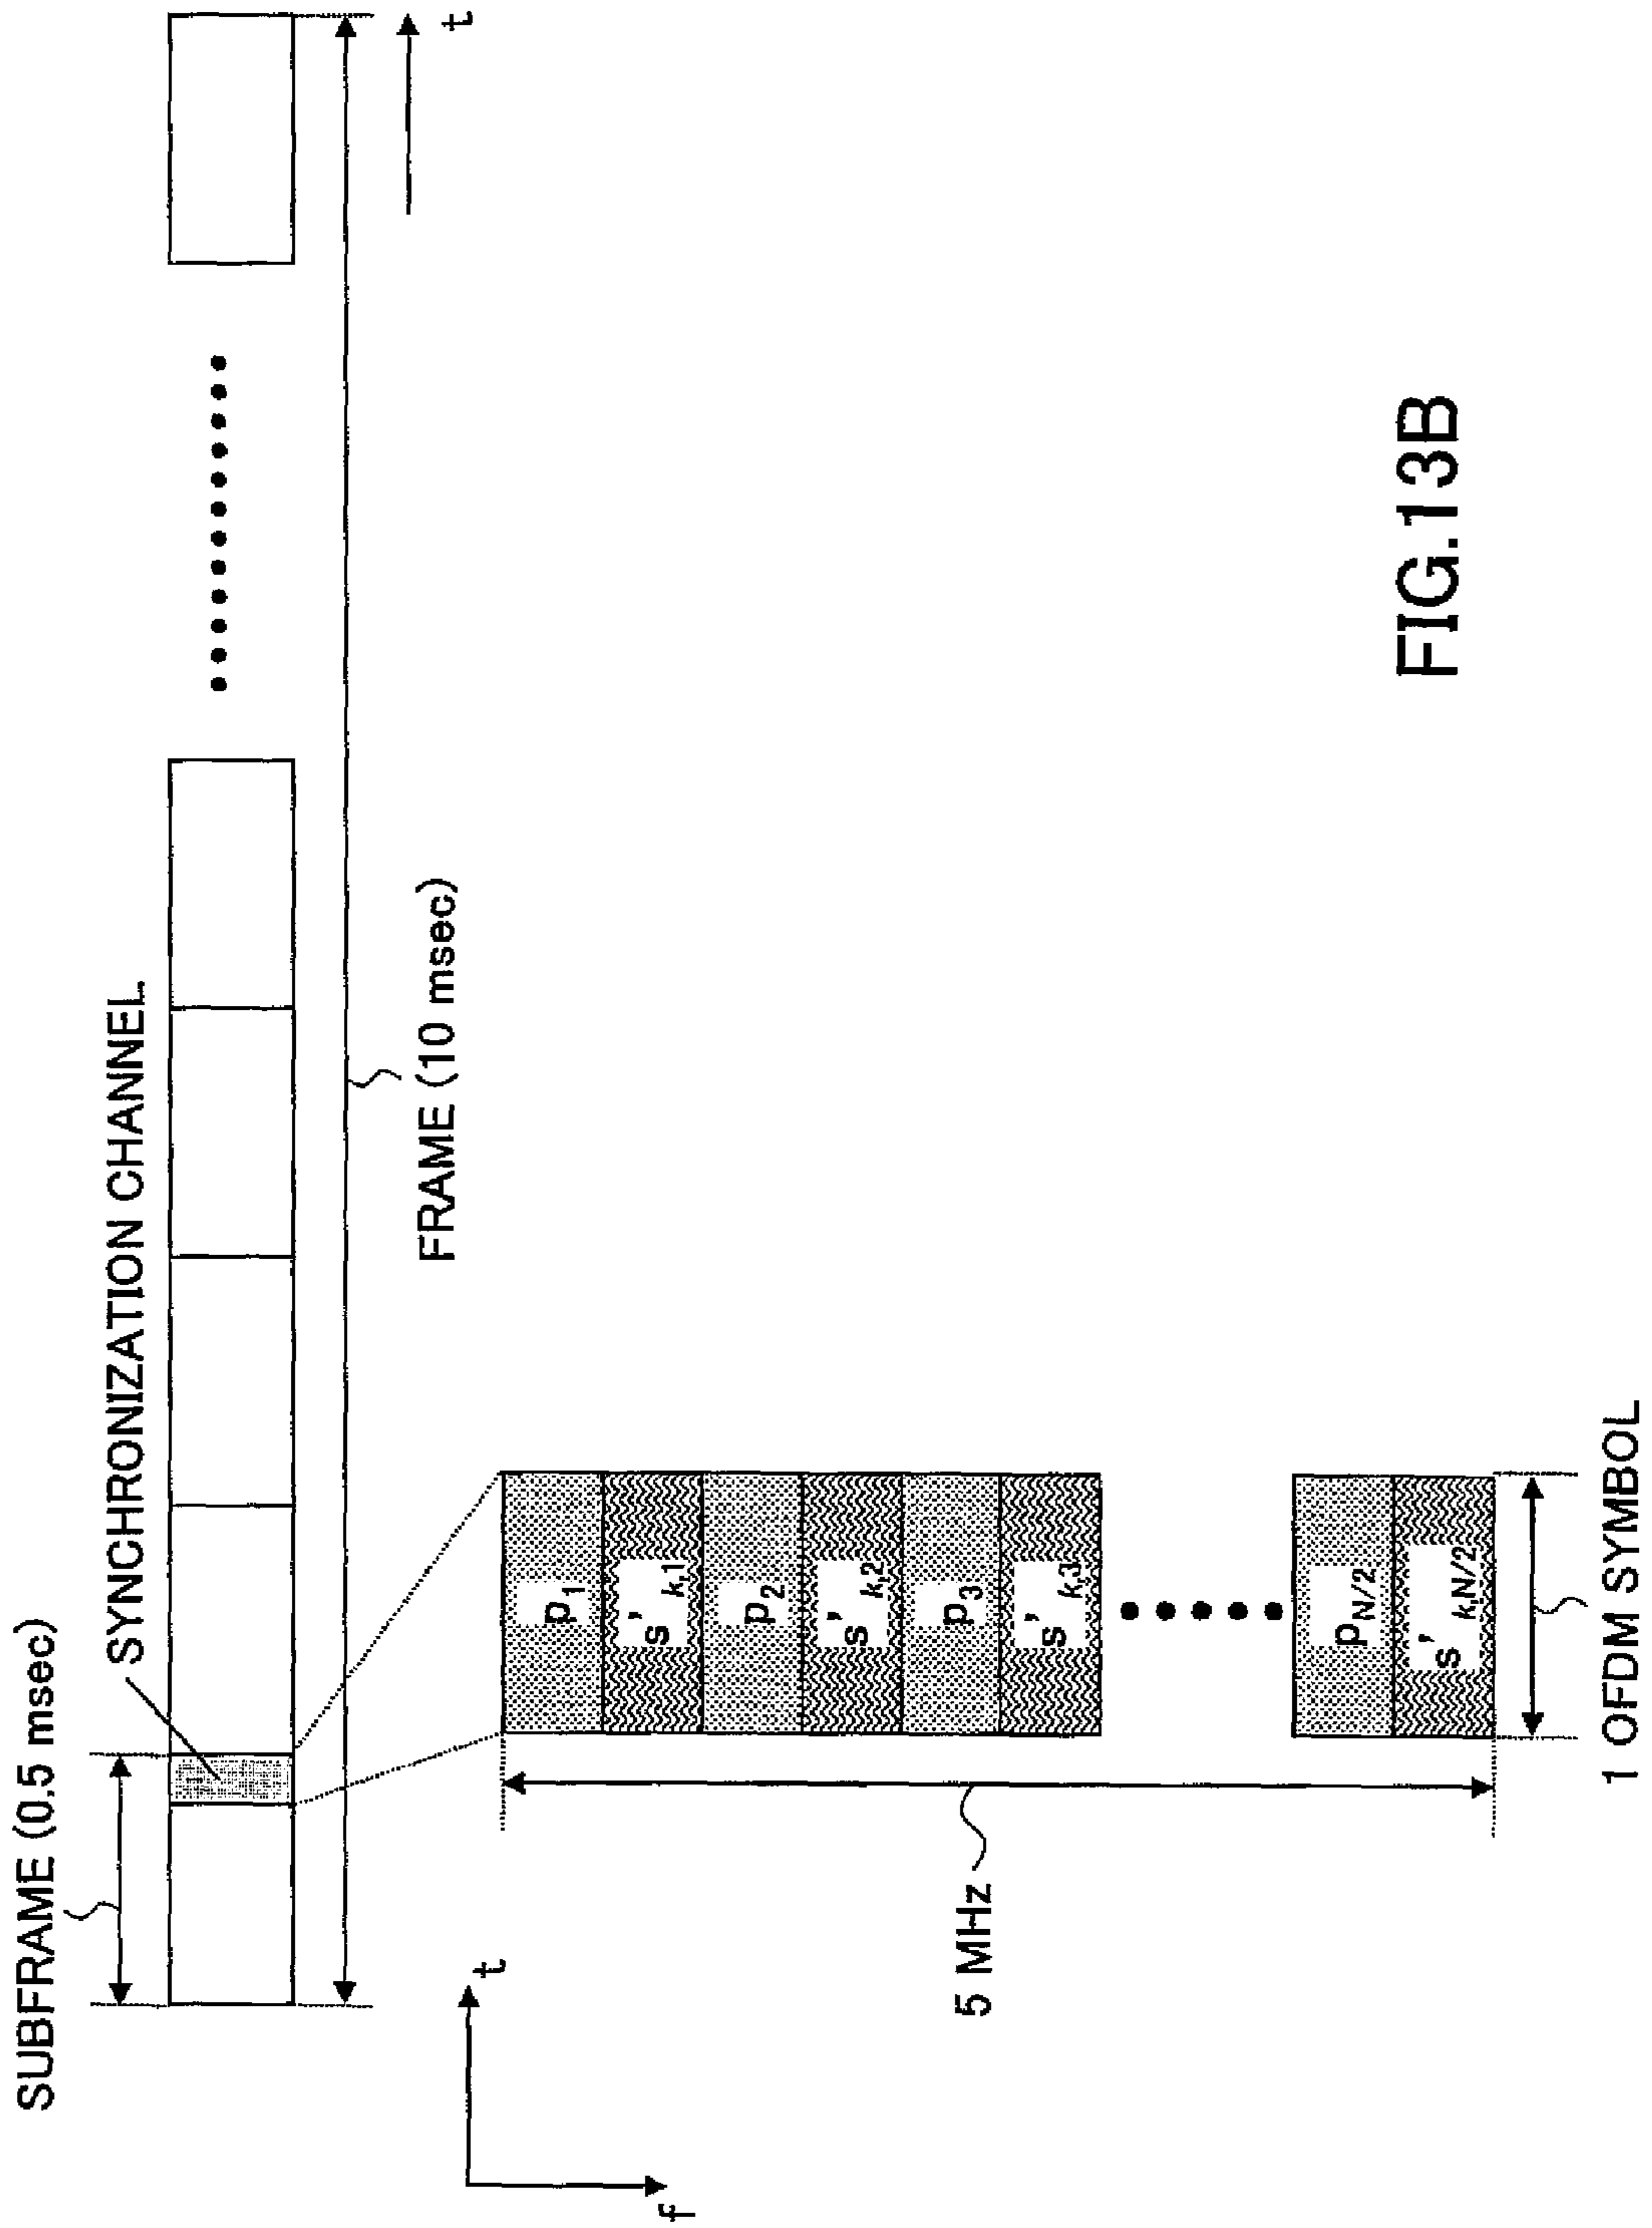 SUBFRAME (0.5 msec)
SYNCHRONIZATION CHANNEL
FRAME (10 msec)
t
t
f
5 MHz
p1
s'k,1
p2
s'k,2
p3
s'k,3
pN/2
s'k,N/2
1 OFDM SYMBOL
FIG.13B